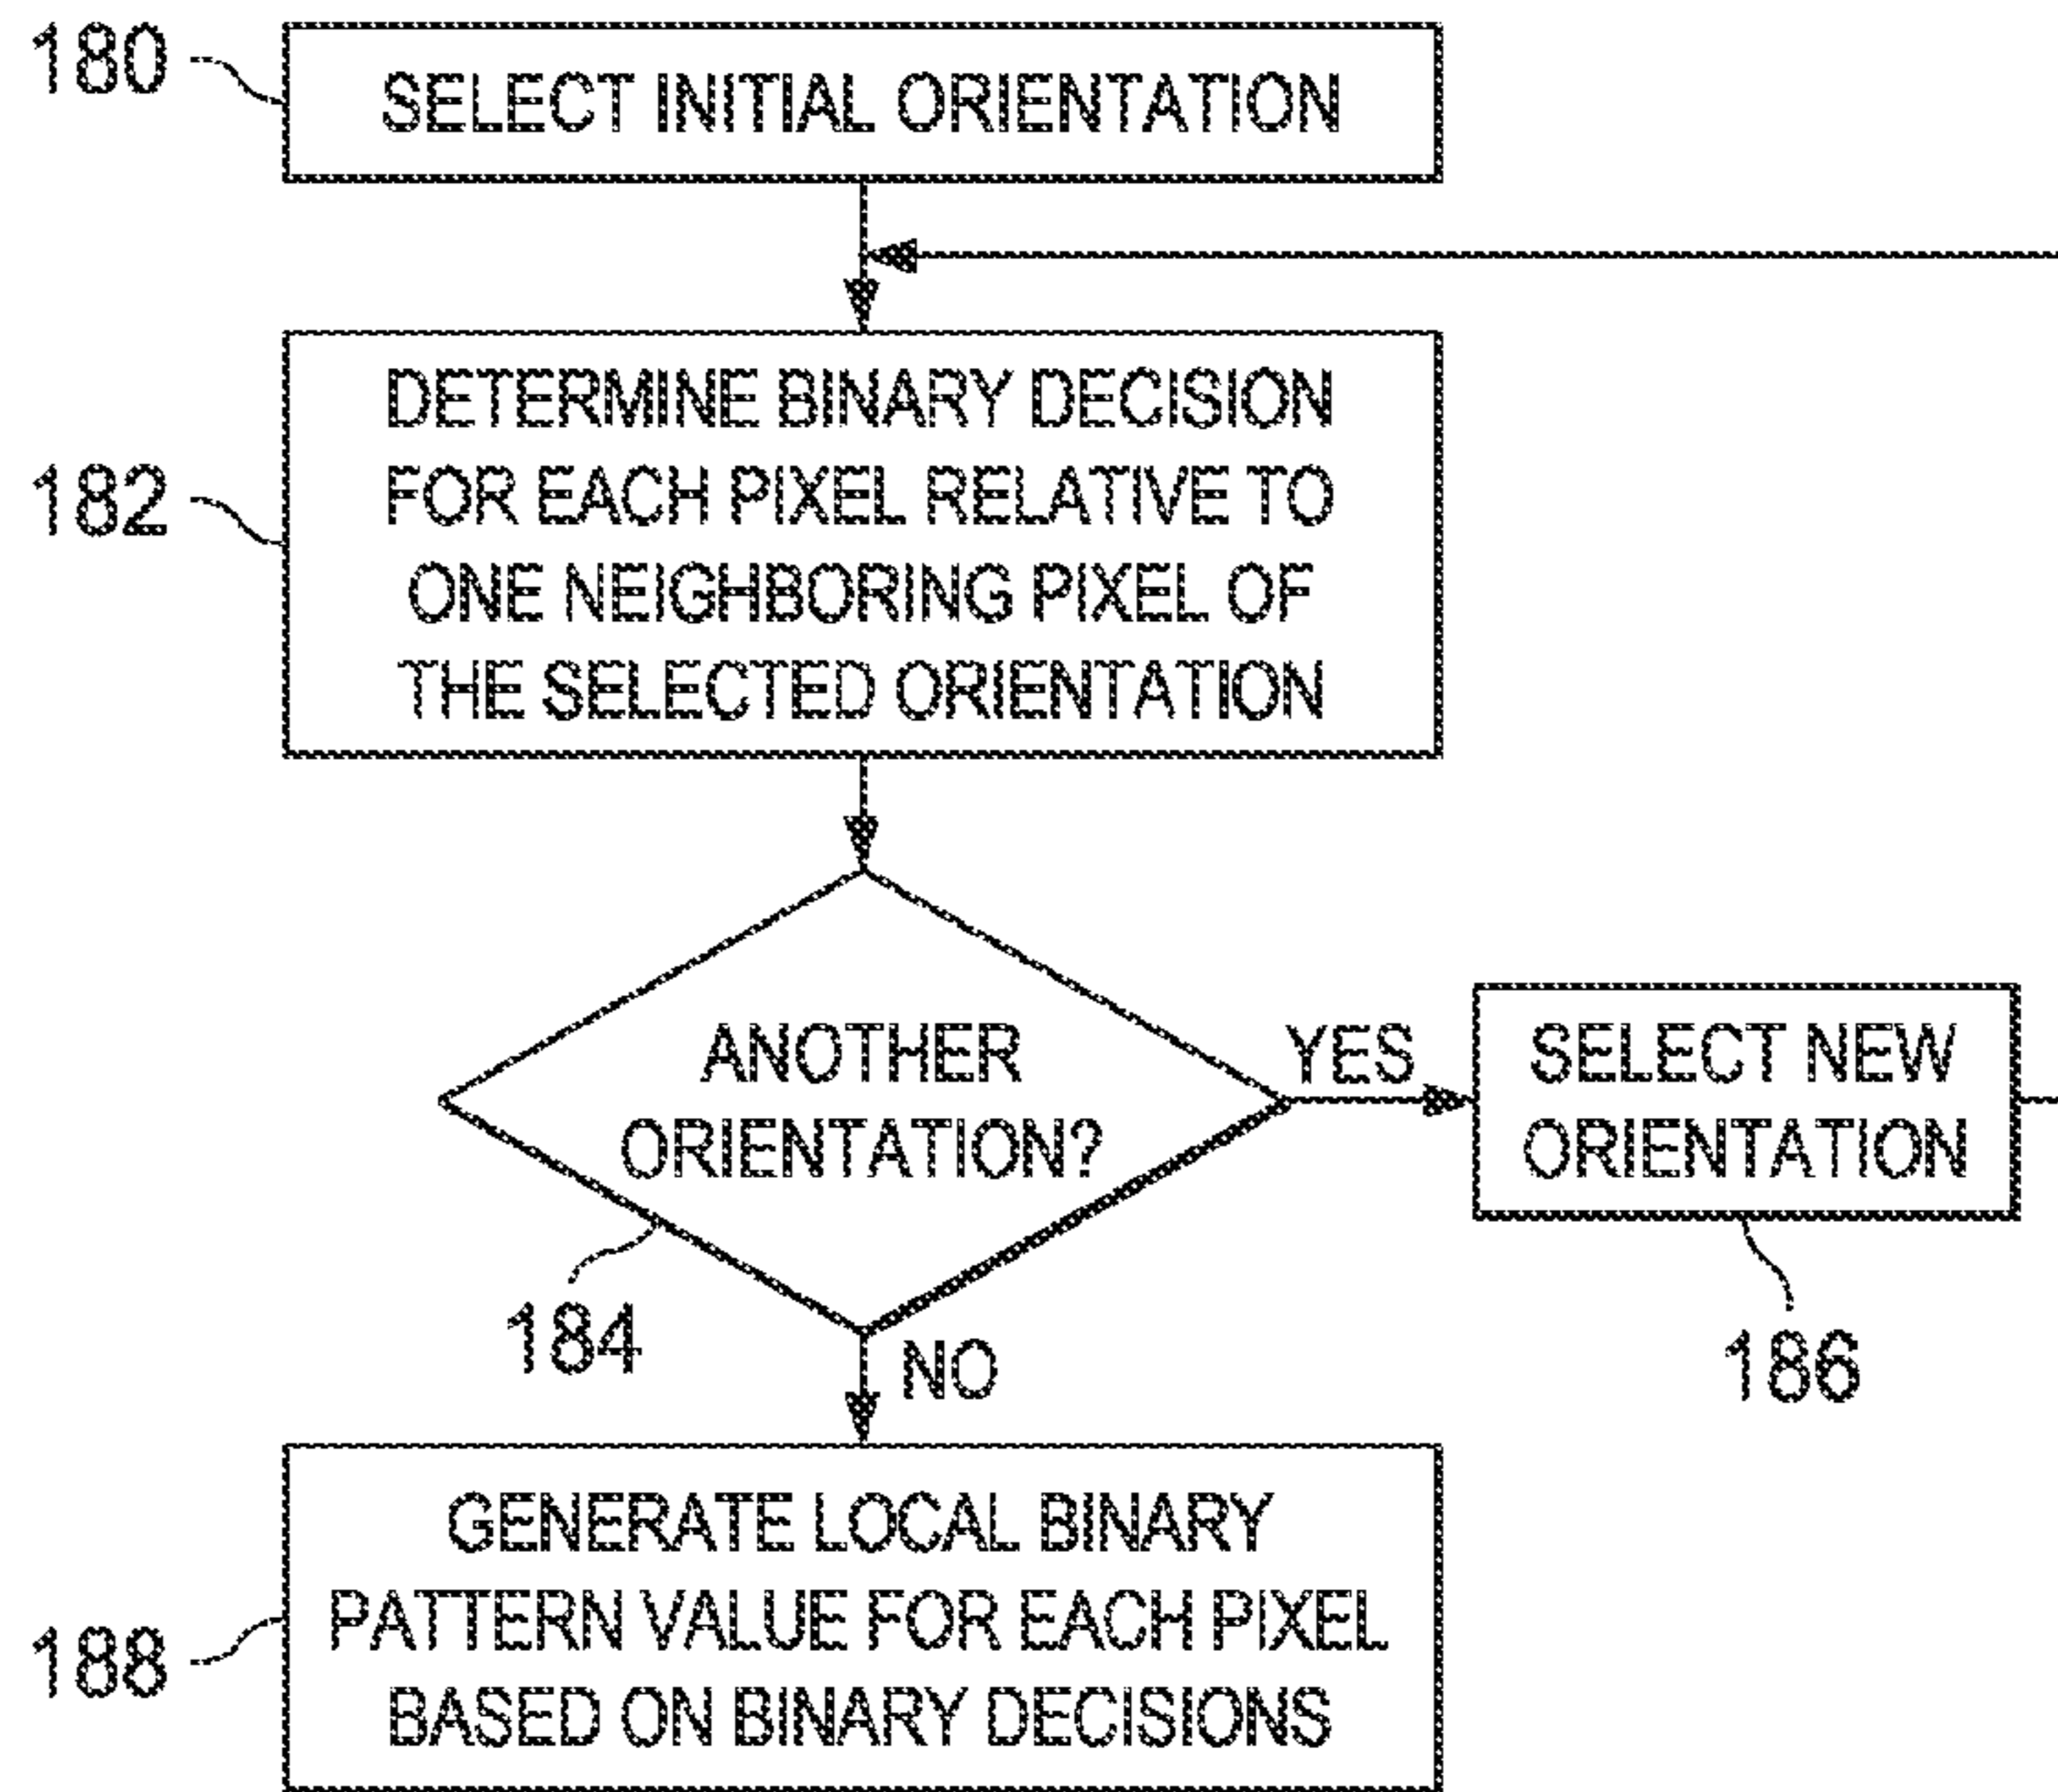 180
SELECT INITIAL ORIENTATION
182
DETERMINE BINARY DECISION
FOR EACH PIXEL RELATIVE TO
ONE NEIGHBORING PIXEL OF
THE SELECTED ORIENTATION
ANOTHER
ORIENTATION?
184
YES
SELECT NEW
ORIENTATION
186
NO
188
GENERATE LOCAL BINARY
PATTERN VALUE FOR EACH PIXEL
BASED ON BINARY DECISIONS